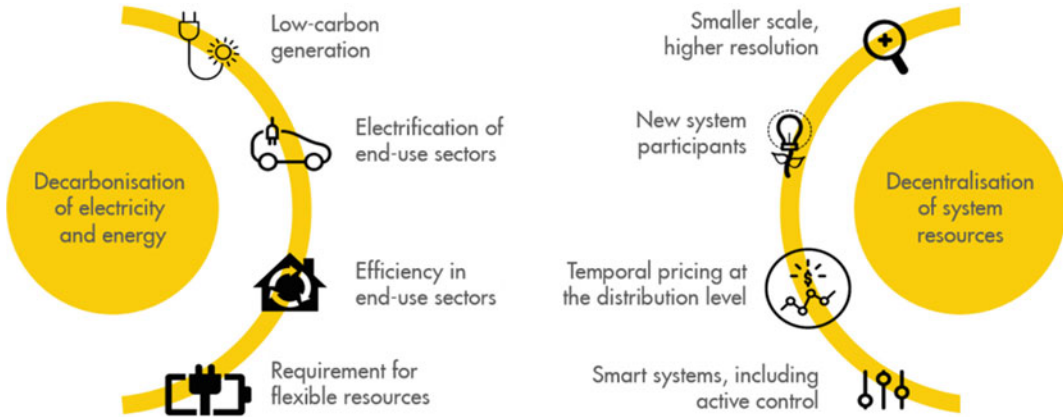 Decarbonisation
of electricity
and energy
Low-carbon
generation
Electrification of
end-use sectors
Efficiency in
end-use sectors
Requirement for
flexible resources
Smaller scale,
higher resolution
New system
participants
Temporal pricing at
the distribution level
$
Smart systems, including
active control
Decentralisation
of system
resources